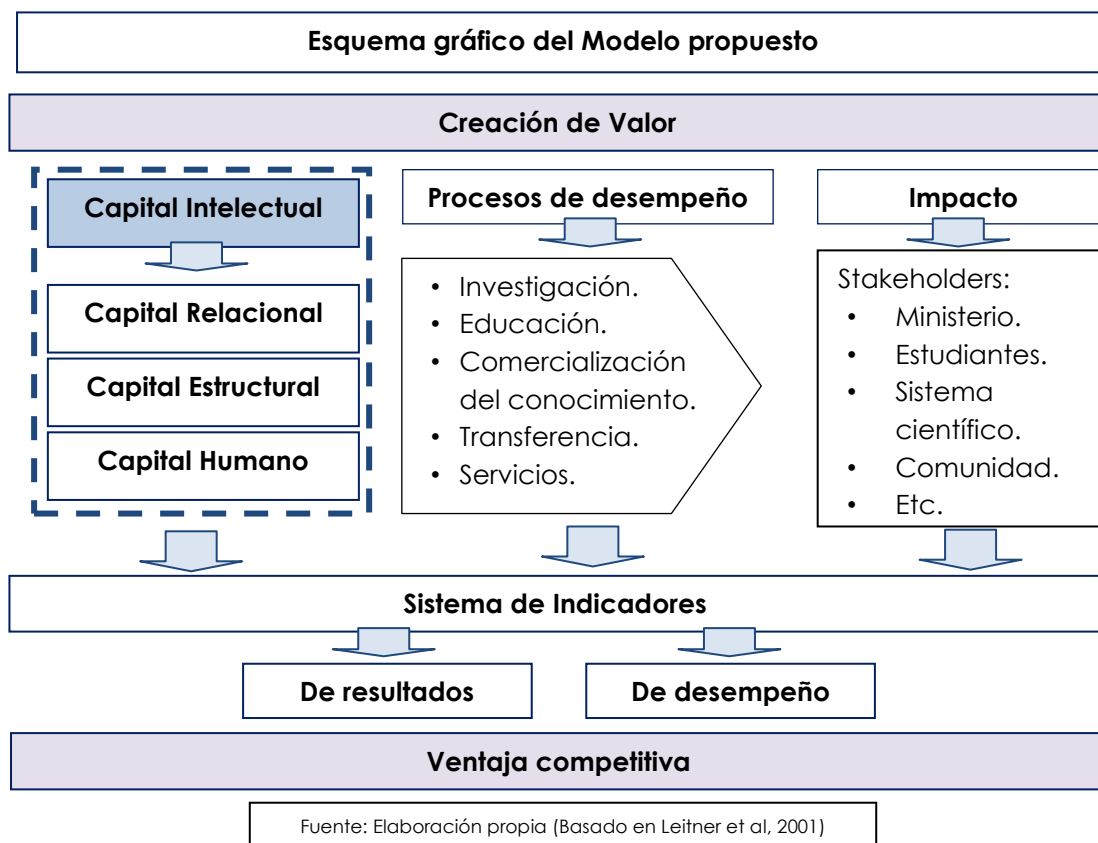 Esquema gráfico del Modelo propuesto
Creación de Valor
Capital Intelectual
Capital Relacional
Capital Estructural
Capital Humano
Procesos de desempeño
• Investigación.
• Educación.
• Comercialización
del conocimiento.
• Transferencia.
• Servicios.
Impacto
Stakeholders:
• Ministerio.
• Estudiantes.
• Sistema
científico.
• Comunidad.
• Etc.
Sistema de Indicadores
De resultados
De desempeño
Ventaja competitiva
Fuente: Elaboración propia (Basado en Leitner et al, 2001)